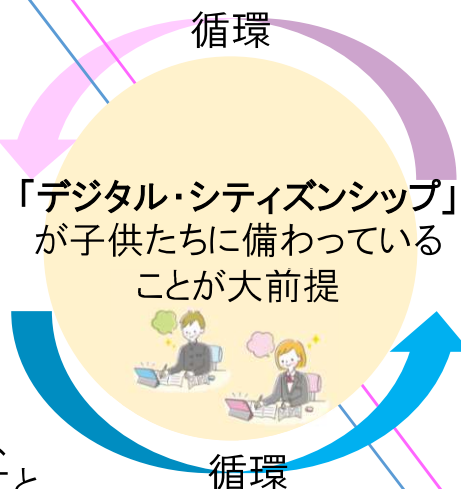 循環
「デジタル・シティズンシップ」
が子供たちに備わっている
ことが大前提
循環